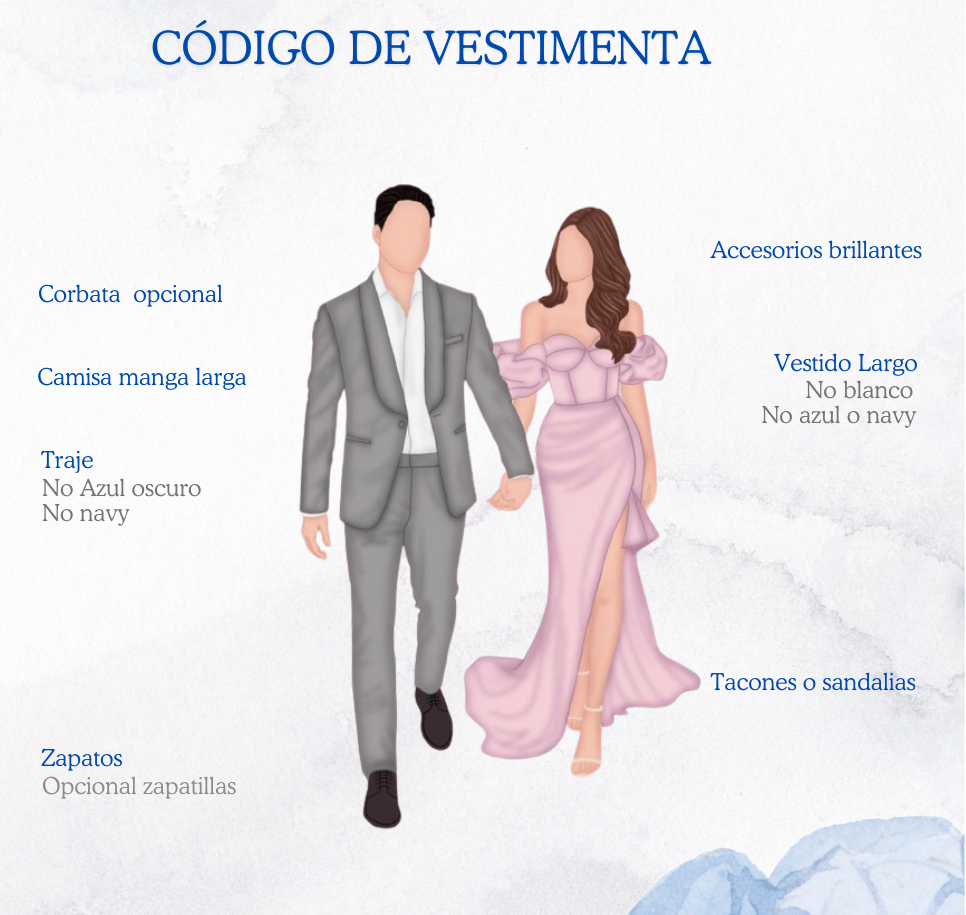 CÓDIGO DE VESTIMENTA
Corbata opcional
Camisa manga larga
Traje
No Azul oscuro
No navy
Zapatos
Opcional zapatillas
Accesorios brillantes
Vestido Largo
No blanco
No azul o navy
Tacones o sandalias